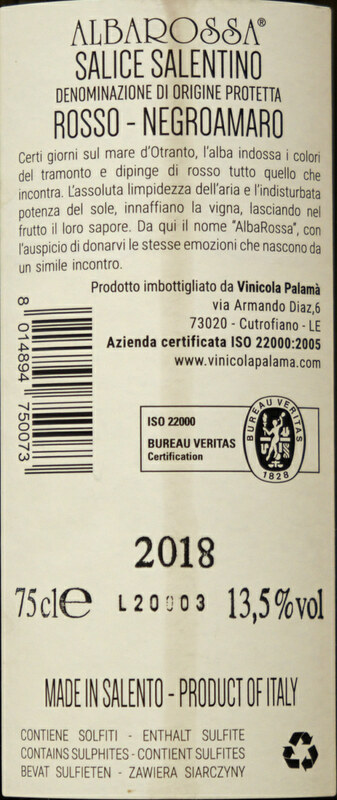 ALBAROSSA®
SALICE SALENTINO
DENOMINAZIONE DI ORIGINE PROTETTA
ROSSO - NEGROAMARO
Certi giorni sul mare d'Otranto, l'alba indossa i colori
del tramonto e dipinge di rosso tutto quello che
incontra. L'assoluta limpidezza dell'aria e l'indisturbata
potenza del sole, innaffiano la vigna, lasciando nel
frutto il loro sapore. Da qui il nome "AlbaRossa", con
l'auspicio di donarvi le stesse emozioni che nascono da
un simile incontro.
Prodotto imbottigliato da Vinicola Palamà
via Armando Diaz,6
73020 - Cutrofiano - LE
Azienda certificata ISO 22000:2005
www.vinicolapalama.com
8 014894 750073
ISO 22000
BUREAU VERITAS
Certification
BUREAU VERITAS
1828
2018
75cle L20003 13,5%vol
MADE IN SALENTO - PRODUCT OF ITALY
CONTIENE SOLFITI - ENTHALT SULFITE
CONTAINS SULPHITES - CONTIENT SULFITES
BEVAT SULFIETEN - ZAWIERA SIARCZYNY